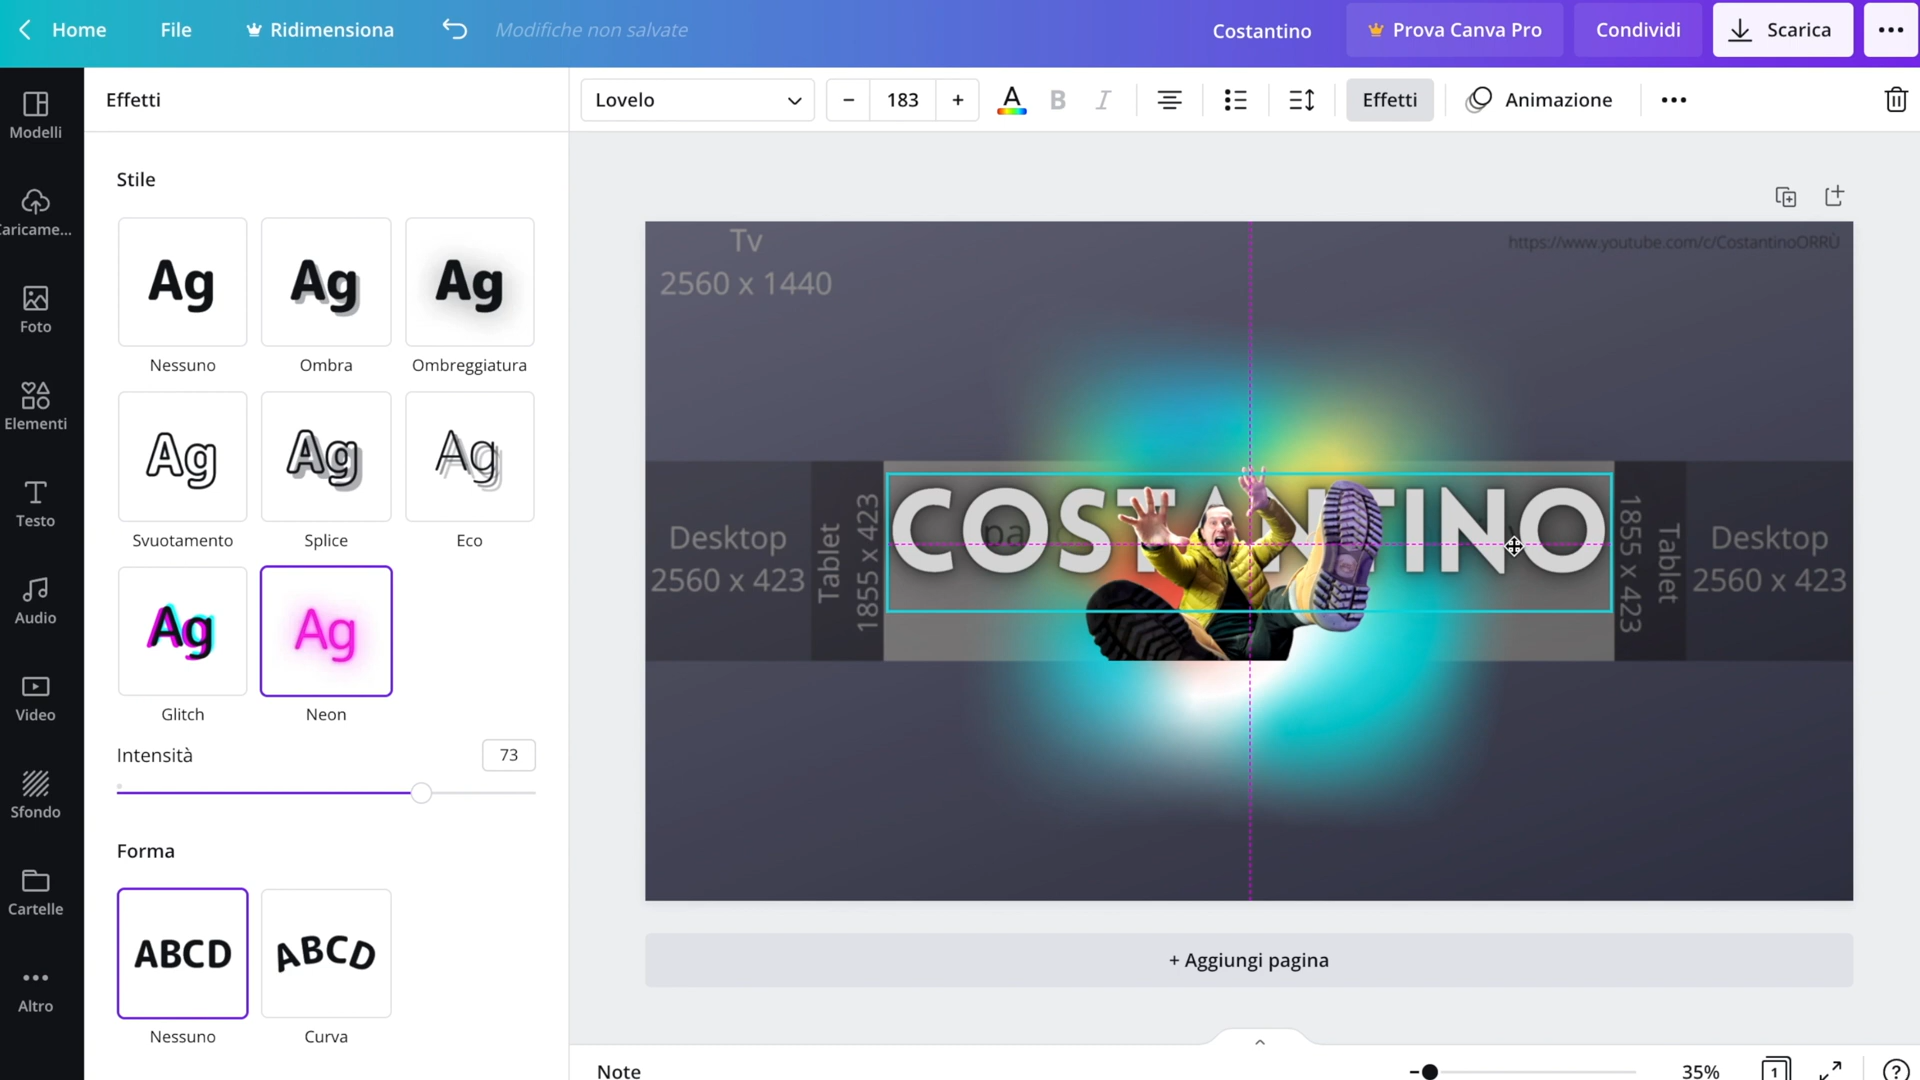 Home File Ridimensiona Modifiche non salvate Costantino Prova Canva Pro Condividi Scarica
Effetti
Lovelo 183 A B I Effetti Animazione
Modelli
Caricame...
Foto
Elementi
Testo
Audio
Video
Sfondo
Cartelle
Altro
Stile
Ag Ag Ag
Nessuno Ombra Ombreggiatura
Ag Ag Ag
Svuotamento Splice Eco
Ag Ag
Glitch Neon
Intensità 73
Forma
ABCD ABCD
Nessuno Curva
Tv
2560 x 1440
https://www.youtube.com/c/CostantinoORRÙ
Desktop
2560 x 423
Tablet
1855 x 423
COSTANTINO
1855 x 423
Tablet
Desktop
2560 x 423
+ Aggiungi pagina
Note 35% 1